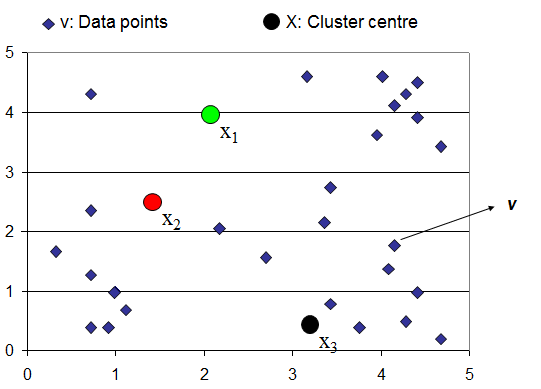 v: Data points X: Cluster centre
5
4
x1
3
x2
v
2
1
x3
0
0 1 2 3 4 5